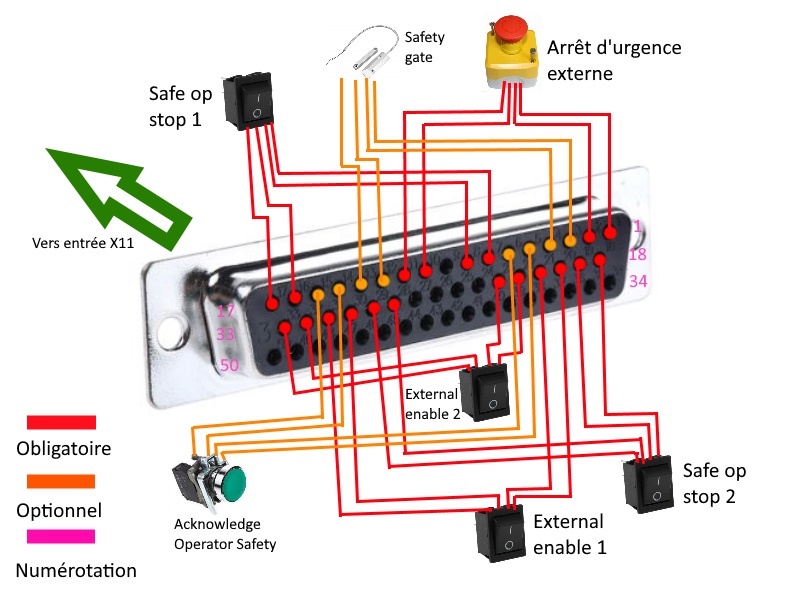 Safety
gate
Arrêt d'urgence
externe
Safe op
stop 1
Vers entrée X11
1
18
34
17
33
50
External
enable 2
Obligatoire
Optionnel
Numérotation
Acknowledge
Operator Safety
External
enable 1
Safe op
stop 2